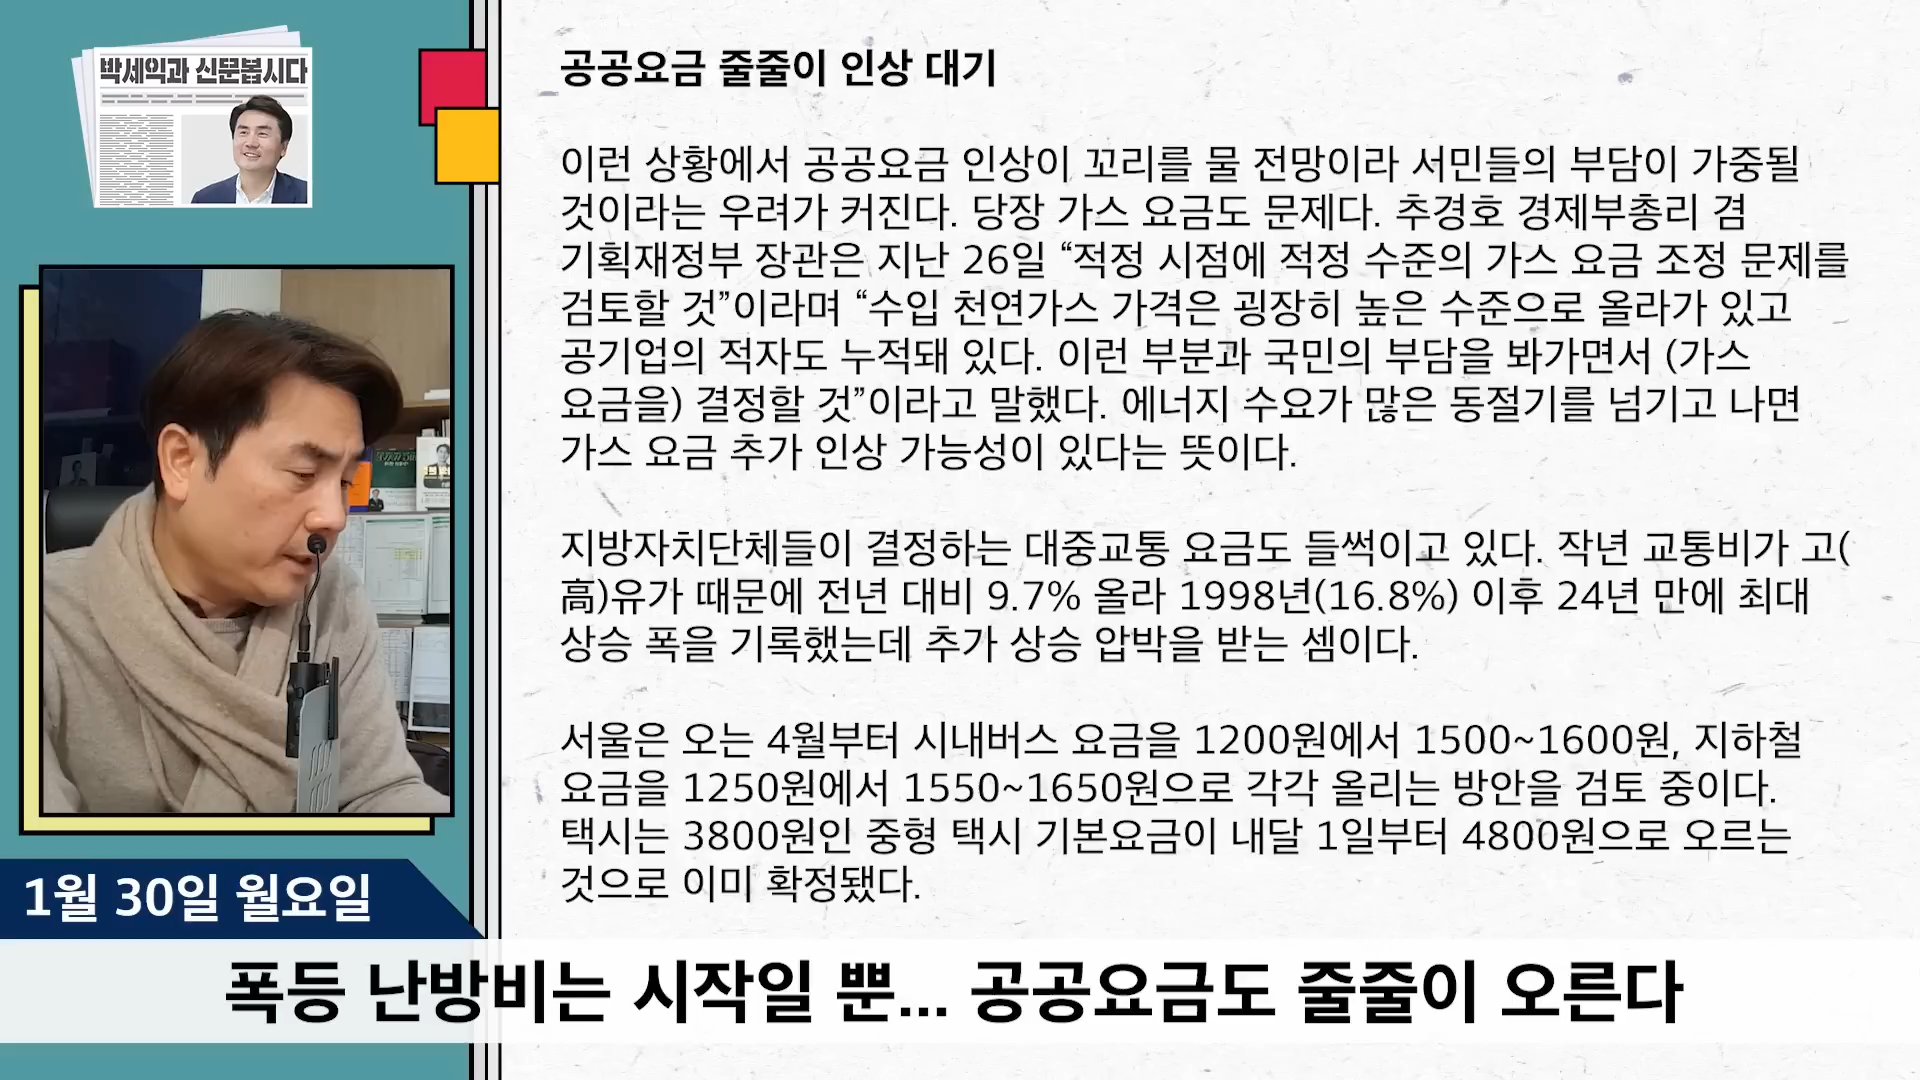 박세익과 신문봅시다
공공요금 줄줄이 인상 대기
이런 상황에서 공공요금 인상이 꼬리를 물 전망이라 서민들의 부담이 가중될
것이라는 우려가 커진다. 당장 가스 요금도 문제다. 추경호 경제부총리 겸
기획재정부 장관은 지난 26일 “적정 시점에 적정 수준의 가스 요금 조정 문제를
검토할 것”이라며 “수입 천연가스 가격은 굉장히 높은 수준으로 올라가 있고
공기업의 적자도 누적돼 있다. 이런 부분과 국민의 부담을 봐가면서 (가스
요금을) 결정할 것”이라고 말했다. 에너지 수요가 많은 동절기를 넘기고 나면
가스 요금 추가 인상 가능성이 있다는 뜻이다.
지방자치단체들이 결정하는 대중교통 요금도 들썩이고 있다. 작년 교통비가 고(
高)유가 때문에 전년 대비 9.7% 올라 1998년(16.8%) 이후 24년 만에 최대
상승 폭을 기록했는데 추가 상승 압박을 받는 셈이다.
서울은 오는 4월부터 시내버스 요금을 1200원에서 1500~1600원, 지하철
요금을 1250원에서 1550~1650원으로 각각 올리는 방안을 검토 중이다.
택시는 3800원인 중형 택시 기본요금이 내달 1일부터 4800원으로 오르는
것으로 이미 확정됐다.
1월 30일 월요일
폭등 난방비는 시작일 뿐... 공공요금도 줄줄이 오른다